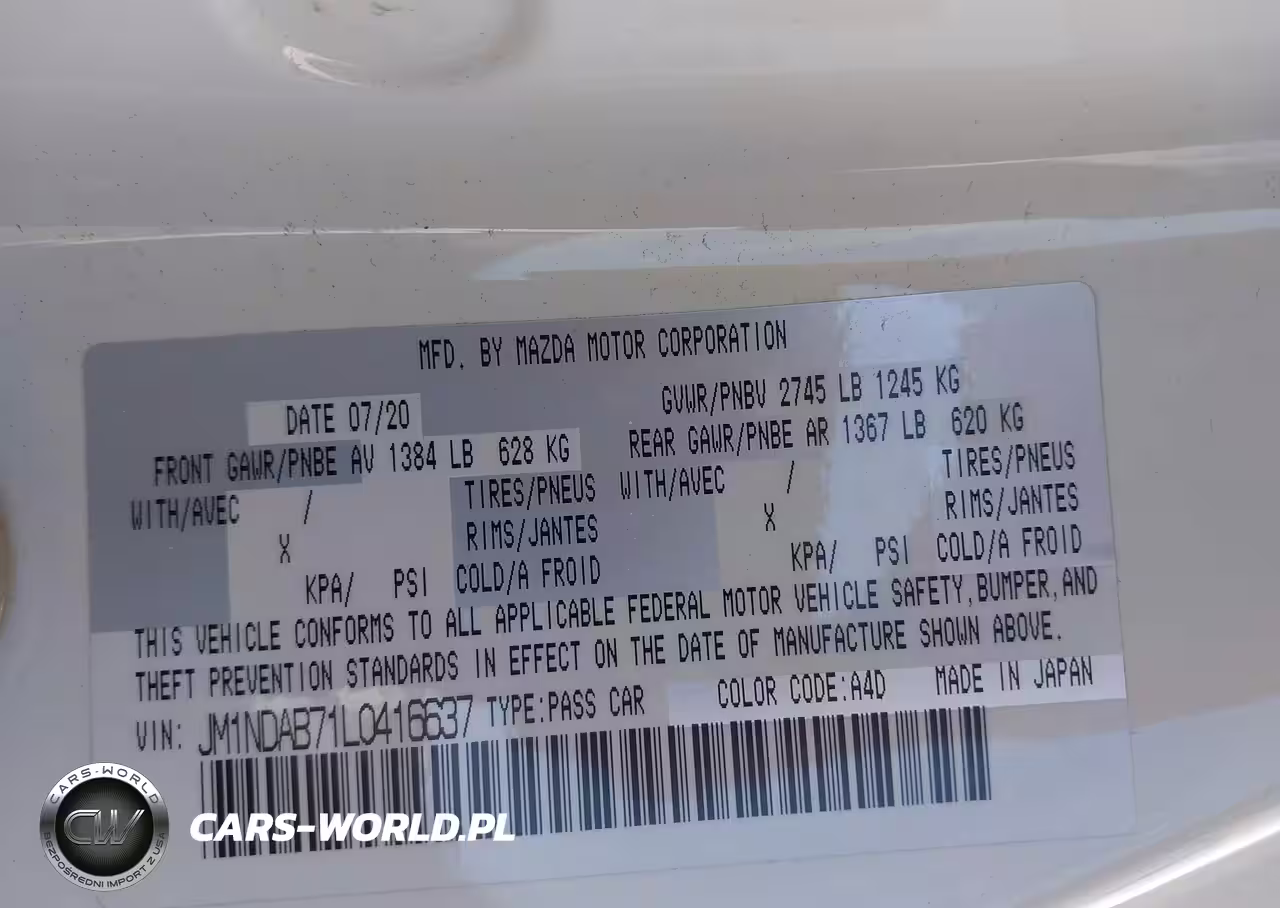 MFD. BY MAZDA MOTOR CORPORATION
DATE 07/20 GVWR/PNBV 2745 LB 1245 KG
FRONT GAWR/PNBE AV 1384 LB 628 KG REAR GAWR/PNBE AR 1367 LB 620 KG
WITH/AVEC / TIRES/PNEUS WITH/AVEC / TIRES/PNEUS
X RIMS/JANTES X RIMS/JANTES
KPA/ PSI COLD/A FROID KPA/ PSI COLD/A FROID
THIS VEHICLE CONFORMS TO ALL APPLICABLE FEDERAL MOTOR VEHICLE SAFETY, BUMPER, AND
THEFT PREVENTION STANDARDS IN EFFECT ON THE DATE OF MANUFACTURE SHOWN ABOVE.
VIN: JM1NDAB71L0416637 TYPE:PASS CAR COLOR CODE:A4D MADE IN JAPAN
CARS-WORLD
CW
BEZPOŚREDNI IMPORT Z USA
CARS-WORLD.PL